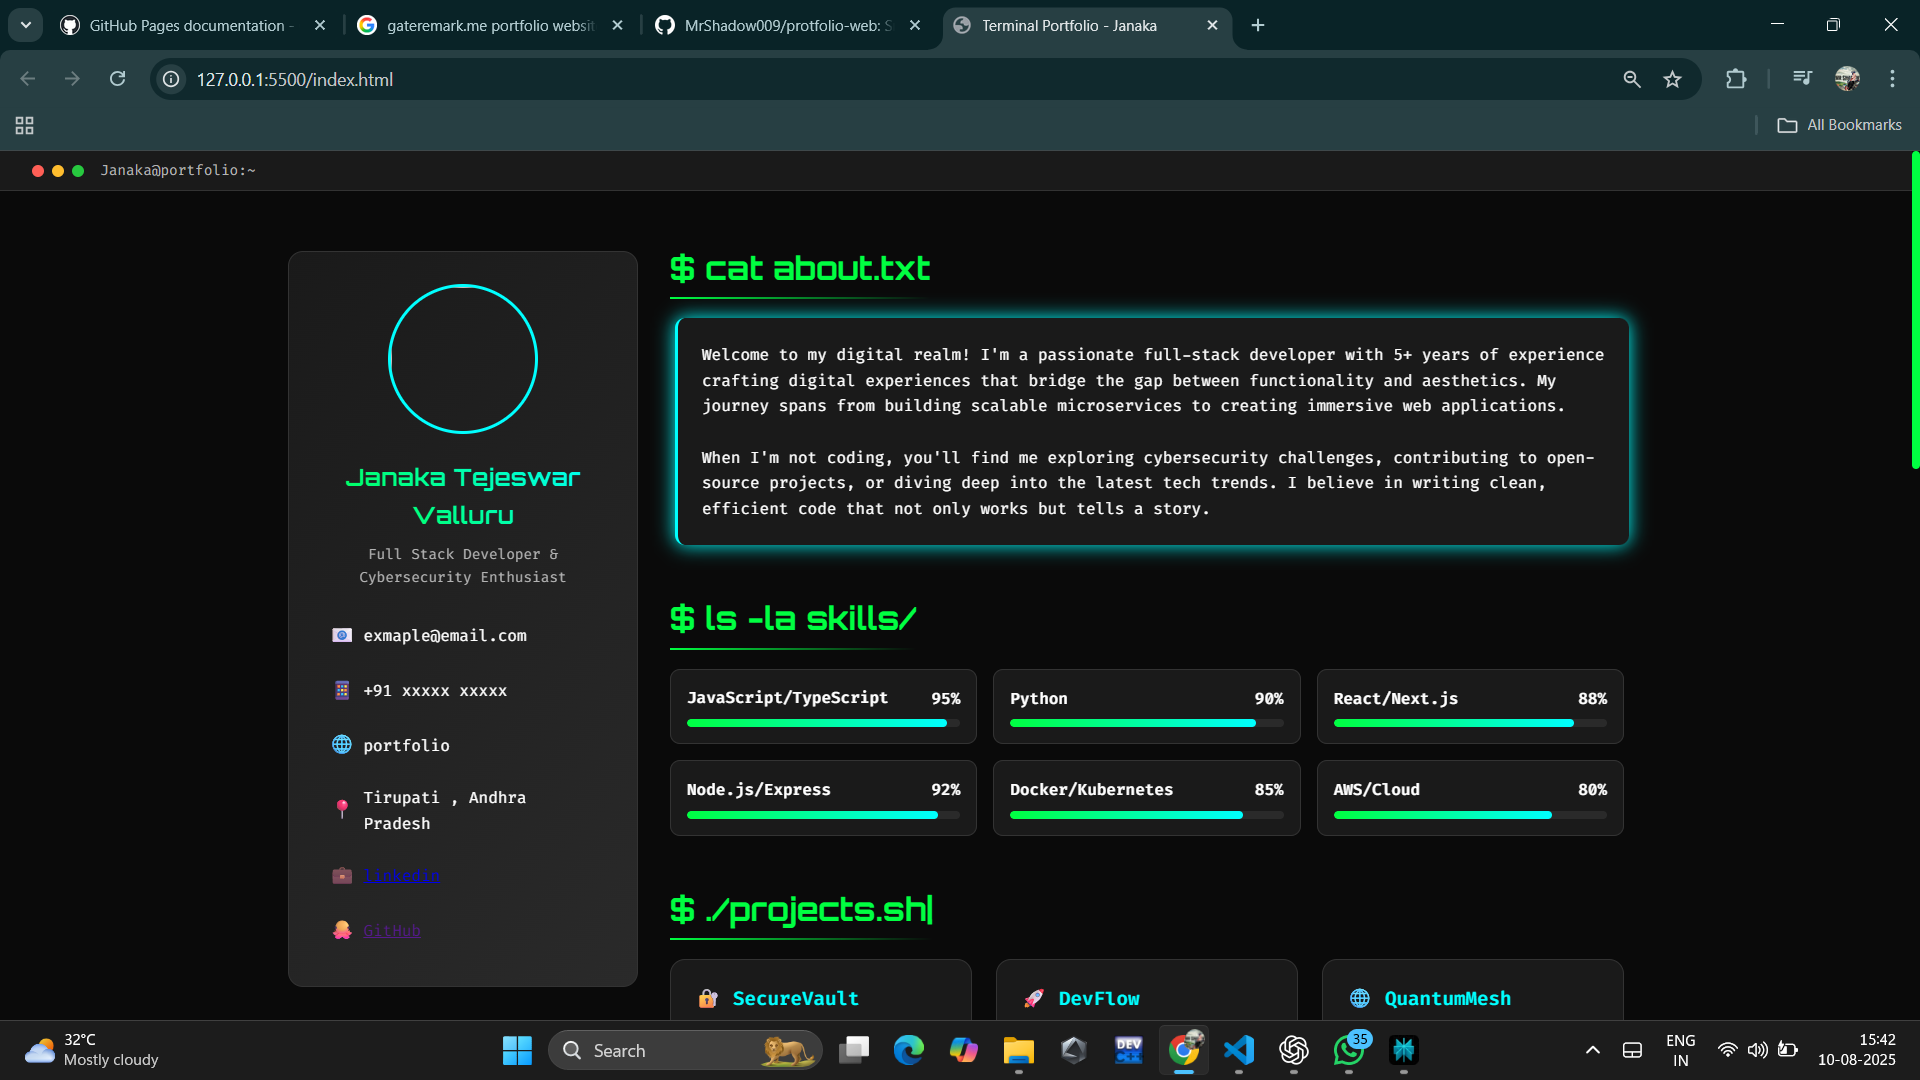 GitHub Pages documentation -
gateremark.me portfolio websit
MrShadow009/protfolio-web: S
Terminal Portfolio - Janaka
127.0.0.1:5500/index.html
All Bookmarks
Janaka@portfolio:~
Janaka Tejeswar
Valluru
Full Stack Developer &
Cybersecurity Enthusiast
exmaple@email.com
+91 xxxxx xxxxx
portfolio
Tirupati , Andhra
Pradesh
linkedin
GitHub
$ cat about.txt
Welcome to my digital realm! I'm a passionate full-stack developer with 5+ years of experience
crafting digital experiences that bridge the gap between functionality and aesthetics. My
journey spans from building scalable microservices to creating immersive web applications.
When I'm not coding, you'll find me exploring cybersecurity challenges, contributing to open-
source projects, or diving deep into the latest tech trends. I believe in writing clean,
efficient code that not only works but tells a story.
$ ls -la skills/
JavaScript/TypeScript 95%
Python 90%
React/Next.js 88%
Node.js/Express 92%
Docker/Kubernetes 85%
AWS/Cloud 80%
$ ./projects.sh|
SecureVault
DevFlow
QuantumMesh
32°C
Mostly cloudy
Search
DEV
35
ENG
IN
15:42
10-08-2025